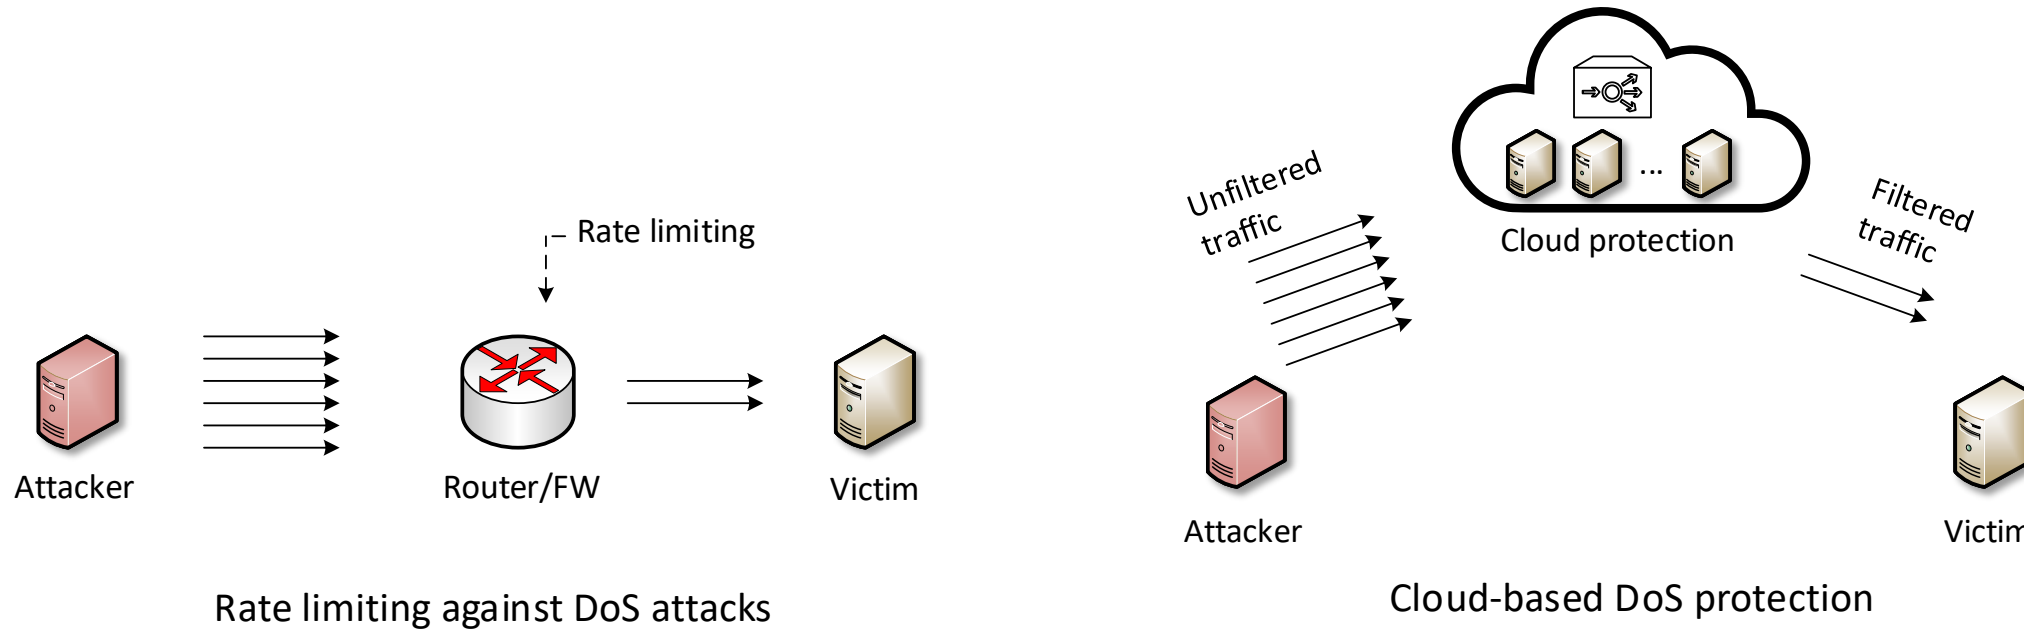 Rate limiting
Attacker
Router/FW
Victim
Rate limiting against DoS attacks
Unfiltered
traffic
...
Cloud protection
Filtered
traffic
Attacker
Victim
Cloud-based DoS protection